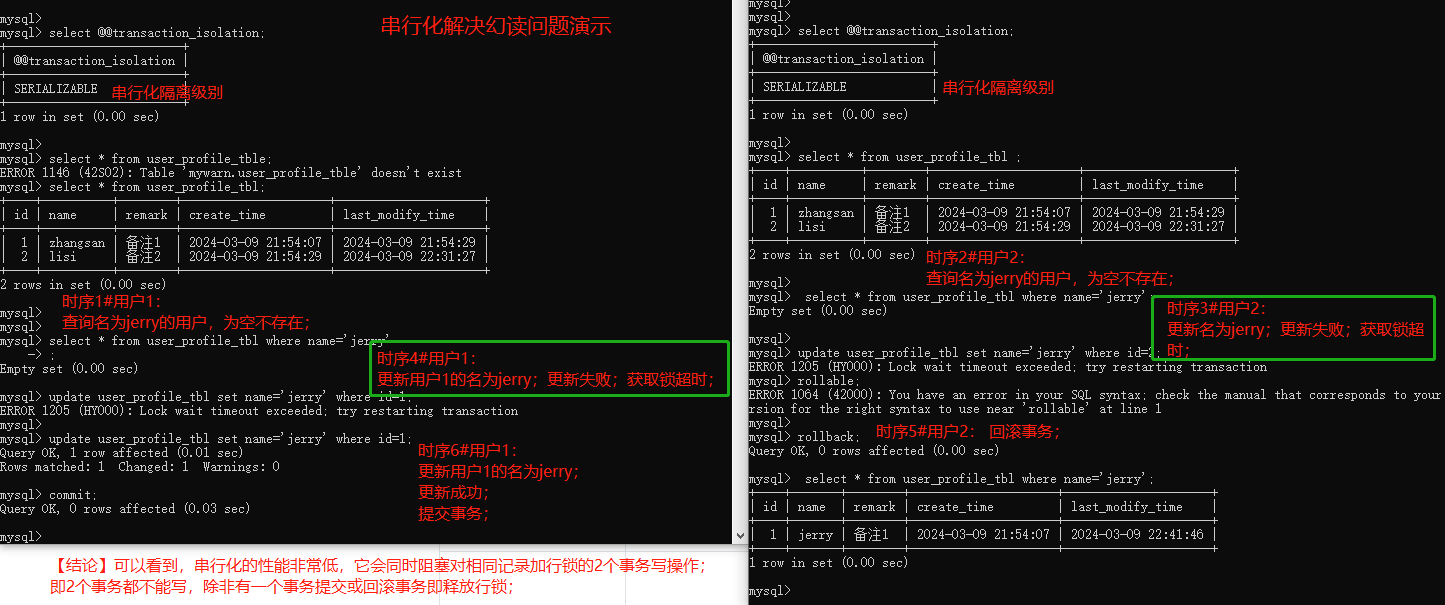 串行化解决幻读问题演示
mysql>
mysql> select @@transaction_isolation;
+-------------------------+
| @@transaction_isolation |
+-------------------------+
| SERIALIZABLE |
串行化隔离级别
+-------------------------+
1 row in set (0.00 sec)
mysql>
mysql> select * from user_profile_tble;
ERROR 1146 (42S02): Table 'mywarn.user_profile_tble' doesn't exist
mysql> select * from user_profile_tbl;
| id | name | remark | create_time | last_modify_time |
| 1 | zhangsan | 备注1 | 2024-03-09 21:54:07 | 2024-03-09 21:54:29 |
| 2 | lisi | 备注2 | 2024-03-09 21:54:29 | 2024-03-09 22:31:27 |
2 rows in set (0.00 sec)
时序1#用户1：
mysql>
查询名为jerry的用户，为空不存在；
mysql>
mysql> select * from user_profile_tbl where name='jerry'
-> ;
Empty set (0.00 sec)
时序4#用户1：
更新用户1的名为jerry；更新失败；获取锁超时；
mysql> update user_profile_tbl set name='jerry' where id=1;
ERROR 1205 (HY000): Lock wait timeout exceeded; try restarting transaction
mysql>
mysql> update user_profile_tbl set name='jerry' where id=1;
Query OK, 1 row affected (0.01 sec)
Rows matched: 1 Changed: 1 Warnings: 0
时序6#用户1：
更新用户1的名为jerry；
更新成功；
提交事务；
mysql> commit;
Query OK, 0 rows affected (0.03 sec)
mysql>
【结论】可以看到，串行化的性能非常低，它会同时阻塞对相同记录加行锁的2个事务写操作；
即2个事务都不能写，除非有一个事务提交或回滚事务即释放行锁；
mysql>
mysql>
mysql> select @@transaction_isolation;
| @@transaction_isolation |
| SERIALIZABLE |
串行化隔离级别
1 row in set (0.00 sec)
mysql>
mysql> select * from user_profile_tbl ;
| id | name | remark | create_time | last_modify_time |
| 1 | zhangsan | 备注1 | 2024-03-09 21:54:07 | 2024-03-09 21:54:29 |
| 2 | lisi | 备注2 | 2024-03-09 21:54:29 | 2024-03-09 22:31:27 |
2 rows in set (0.00 sec)
时序2#用户2：
查询名为jerry的用户，为空不存在；
mysql>
mysql> select * from user_profile_tbl where name='jerry'
Empty set (0.00 sec)
时序3#用户2：
更新名为jerry；更新失败；获取锁超
时；
mysql>
mysql> update user_profile_tbl set name='jerry' where id=2;
ERROR 1205 (HY000): Lock wait timeout exceeded; try restarting transaction
mysql> rollable;
ERROR 1064 (42000): You have an error in your SQL syntax; check the manual that corresponds to your
rsion for the right syntax to use near 'rollable' at line 1
mysql>
mysql> rollback;
时序5#用户2： 回滚事务；
Query OK, 0 rows affected (0.00 sec)
mysql>
mysql> select * from user_profile_tbl where name='jerry';
| id | name | remark | create_time | last_modify_time |
| 1 | jerry | 备注1 | 2024-03-09 21:54:07 | 2024-03-09 22:41:46 |
1 row in set (0.00 sec)
mysql>